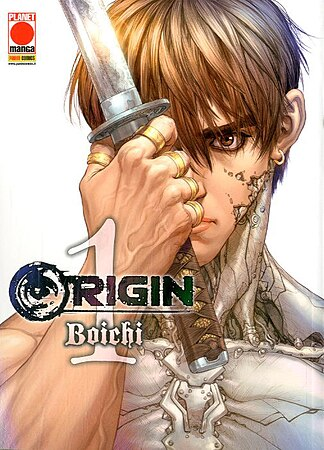 PLANET
manga
PANINI COMICS
1
ORIGIN
Boichi